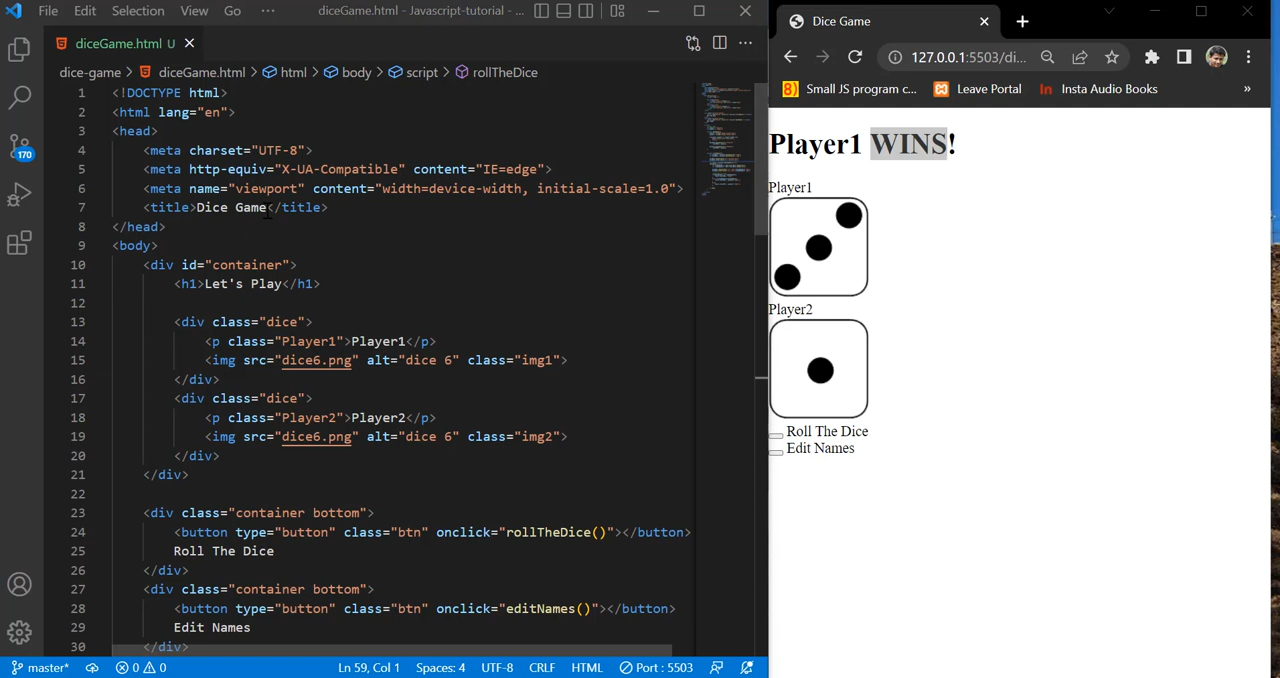 File Edit Selection View Go ··· diceGame.html - Javascript-tutorial - ...
diceGame.html U
dice-game > diceGame.html > html > body > script > rollTheDice
1 <!DOCTYPE html>
2 <html lang="en">
3 <head>
4 <meta charset="UTF-8">
5 <meta http-equiv="X-UA-Compatible" content="IE=edge">
6 <meta name="viewport" content="width=device-width, initial-scale=1.0">
7 <title>Dice Game</title>
8 </head>
9 <body>
10 <div id="container">
11 <h1>Let's Play</h1>
12
13 <div class="dice">
14 <p class="Player1">Player1</p>
15 <img src="dice6.png" alt="dice 6" class="img1">
16 </div>
17 <div class="dice">
18 <p class="Player2">Player2</p>
19 <img src="dice6.png" alt="dice 6" class="img2">
20 </div>
21 </div>
22
23 <div class="container bottom">
24 <button type="button" class="btn" onclick="rollTheDice()"></button>
25 Roll The Dice
26 </div>
27 <div class="container bottom">
28 <button type="button" class="btn" onclick="editNames()"></button>
29 Edit Names
30 </div>
170
master* 0 0 Ln 59, Col 1 Spaces: 4 UTF-8 CRLF HTML Port : 5503
Dice Game
127.0.0.1:5503/di...
8) Small JS program c... Leave Portal In Insta Audio Books »
Player1 WINS!
Player1
Player2
Roll The Dice
Edit Names